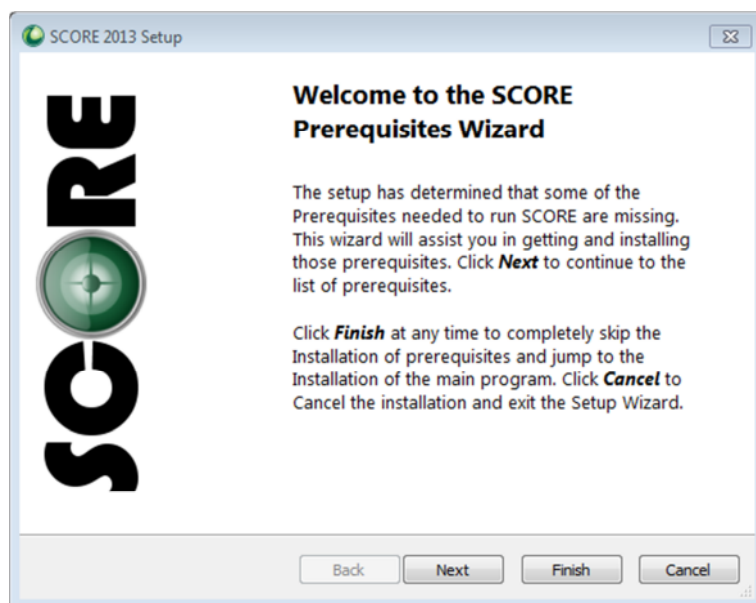 SCORE 2013 Setup
SCORE
Welcome to the SCORE
Prerequisites Wizard
The setup has determined that some of the
Prerequisites needed to run SCORE are missing.
This wizard will assist you in getting and installing
those prerequisites. Click Next to continue to the
list of prerequisites.
Click Finish at any time to completely skip the
Installation of prerequisites and jump to the
Installation of the main program. Click Cancel to
Cancel the installation and exit the Setup Wizard.
Back Next Finish Cancel